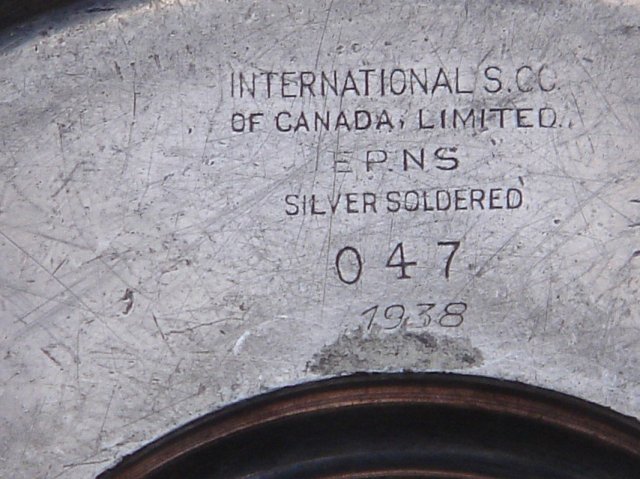 INTERNATIONAL S. CO.
OF CANADA, LIMITED.
E.P.N S
SILVER SOLDERED
047
1938